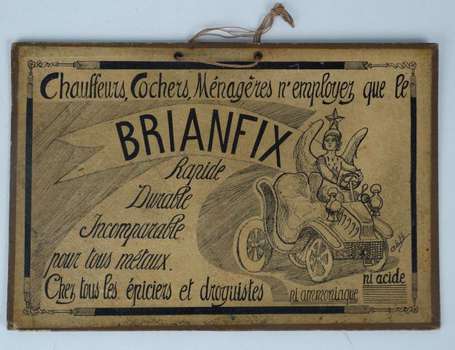 Chauffeurs, Cochers, Ménagères n'employez que le
BRIANFIX
Rapide
Durable
Incomparable
pour tous métaux.
Chez tous les épiciers et droguistes
ni ammoniaque
ni acide